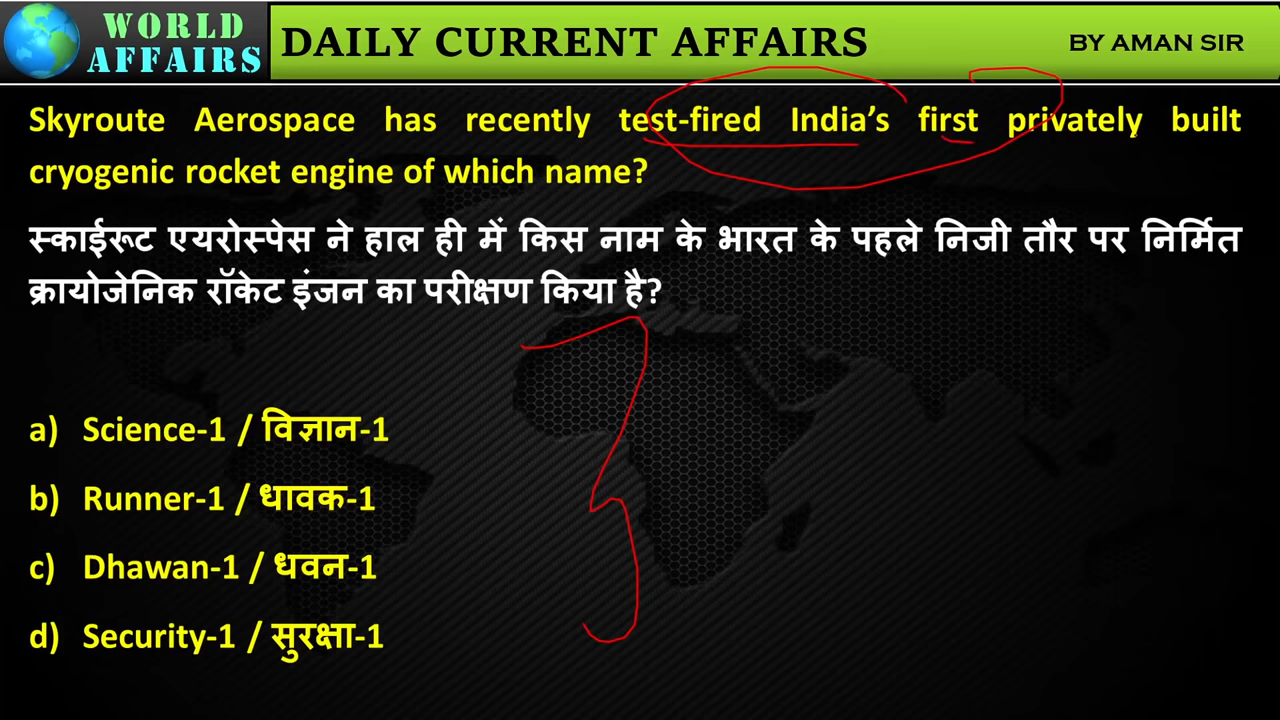 WORLD AFFAIRS
DAILY CURRENT AFFAIRS
BY AMAN SIR
Skyroute Aerospace has recently test-fired India's first privately built
cryogenic rocket engine of which name?
स्काईरूट एयरोस्पेस ने हाल ही में किस नाम के भारत के पहले निजी तौर पर निर्मित
क्रायोजेनिक रॉकेट इंजन का परीक्षण किया है?
a) Science-1 / विज्ञान-1
b) Runner-1 / धावक-1
c) Dhawan-1 / धवन-1
d) Security-1 / सुरक्षा-1